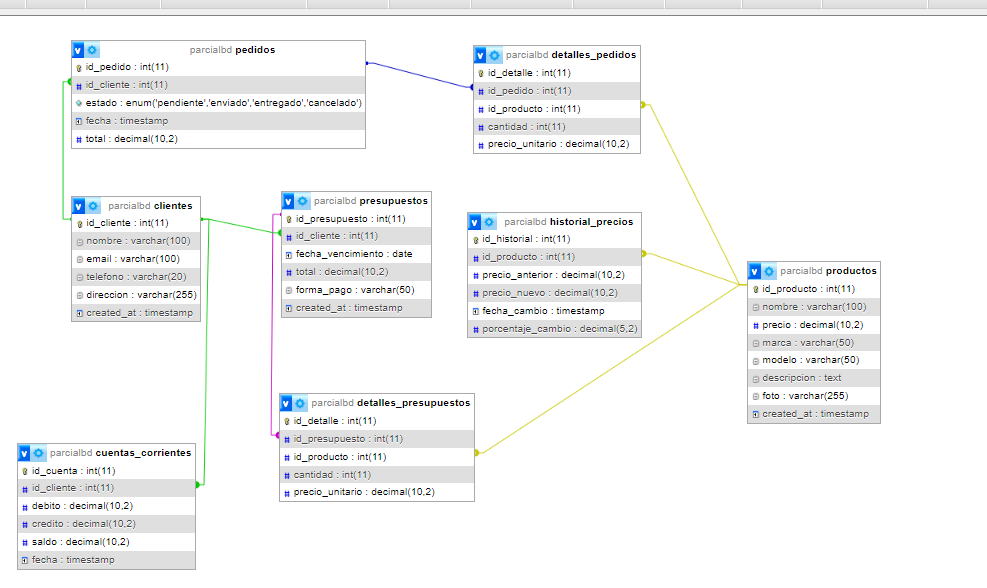 parcialbd pedidos
id_pedido : int(11)
id_cliente : int(11)
estado : enum('pendiente','enviado','entregado','cancelado')
fecha : timestamp
total : decimal(10,2)
parcialbd detalles_pedidos
id_detalle : int(11)
id_pedido : int(11)
id_producto : int(11)
cantidad : int(11)
precio_unitario : decimal(10,2)
parcialbd clientes
id_cliente : int(11)
nombre : varchar(100)
email : varchar(100)
telefono : varchar(20)
direccion : varchar(255)
created_at : timestamp
parcialbd presupuestos
id_presupuesto : int(11)
id_cliente : int(11)
fecha_vencimiento : date
total : decimal(10,2)
forma_pago : varchar(50)
created_at : timestamp
parcialbd historial_precios
id_historial : int(11)
id_producto : int(11)
precio_anterior : decimal(10,2)
precio_nuevo : decimal(10,2)
fecha_cambio : timestamp
porcentaje_cambio : decimal(5,2)
parcialbd productos
id_producto : int(11)
nombre : varchar(100)
precio : decimal(10,2)
marca : varchar(50)
modelo : varchar(50)
descripcion : text
foto : varchar(255)
created_at : timestamp
parcialbd detalles_presupuestos
id_detalle : int(11)
id_presupuesto : int(11)
id_producto : int(11)
cantidad : int(11)
precio_unitario : decimal(10,2)
parcialbd cuentas_corrientes
id_cuenta : int(11)
id_cliente : int(11)
debito : decimal(10,2)
credito : decimal(10,2)
saldo : decimal(10,2)
fecha : timestamp